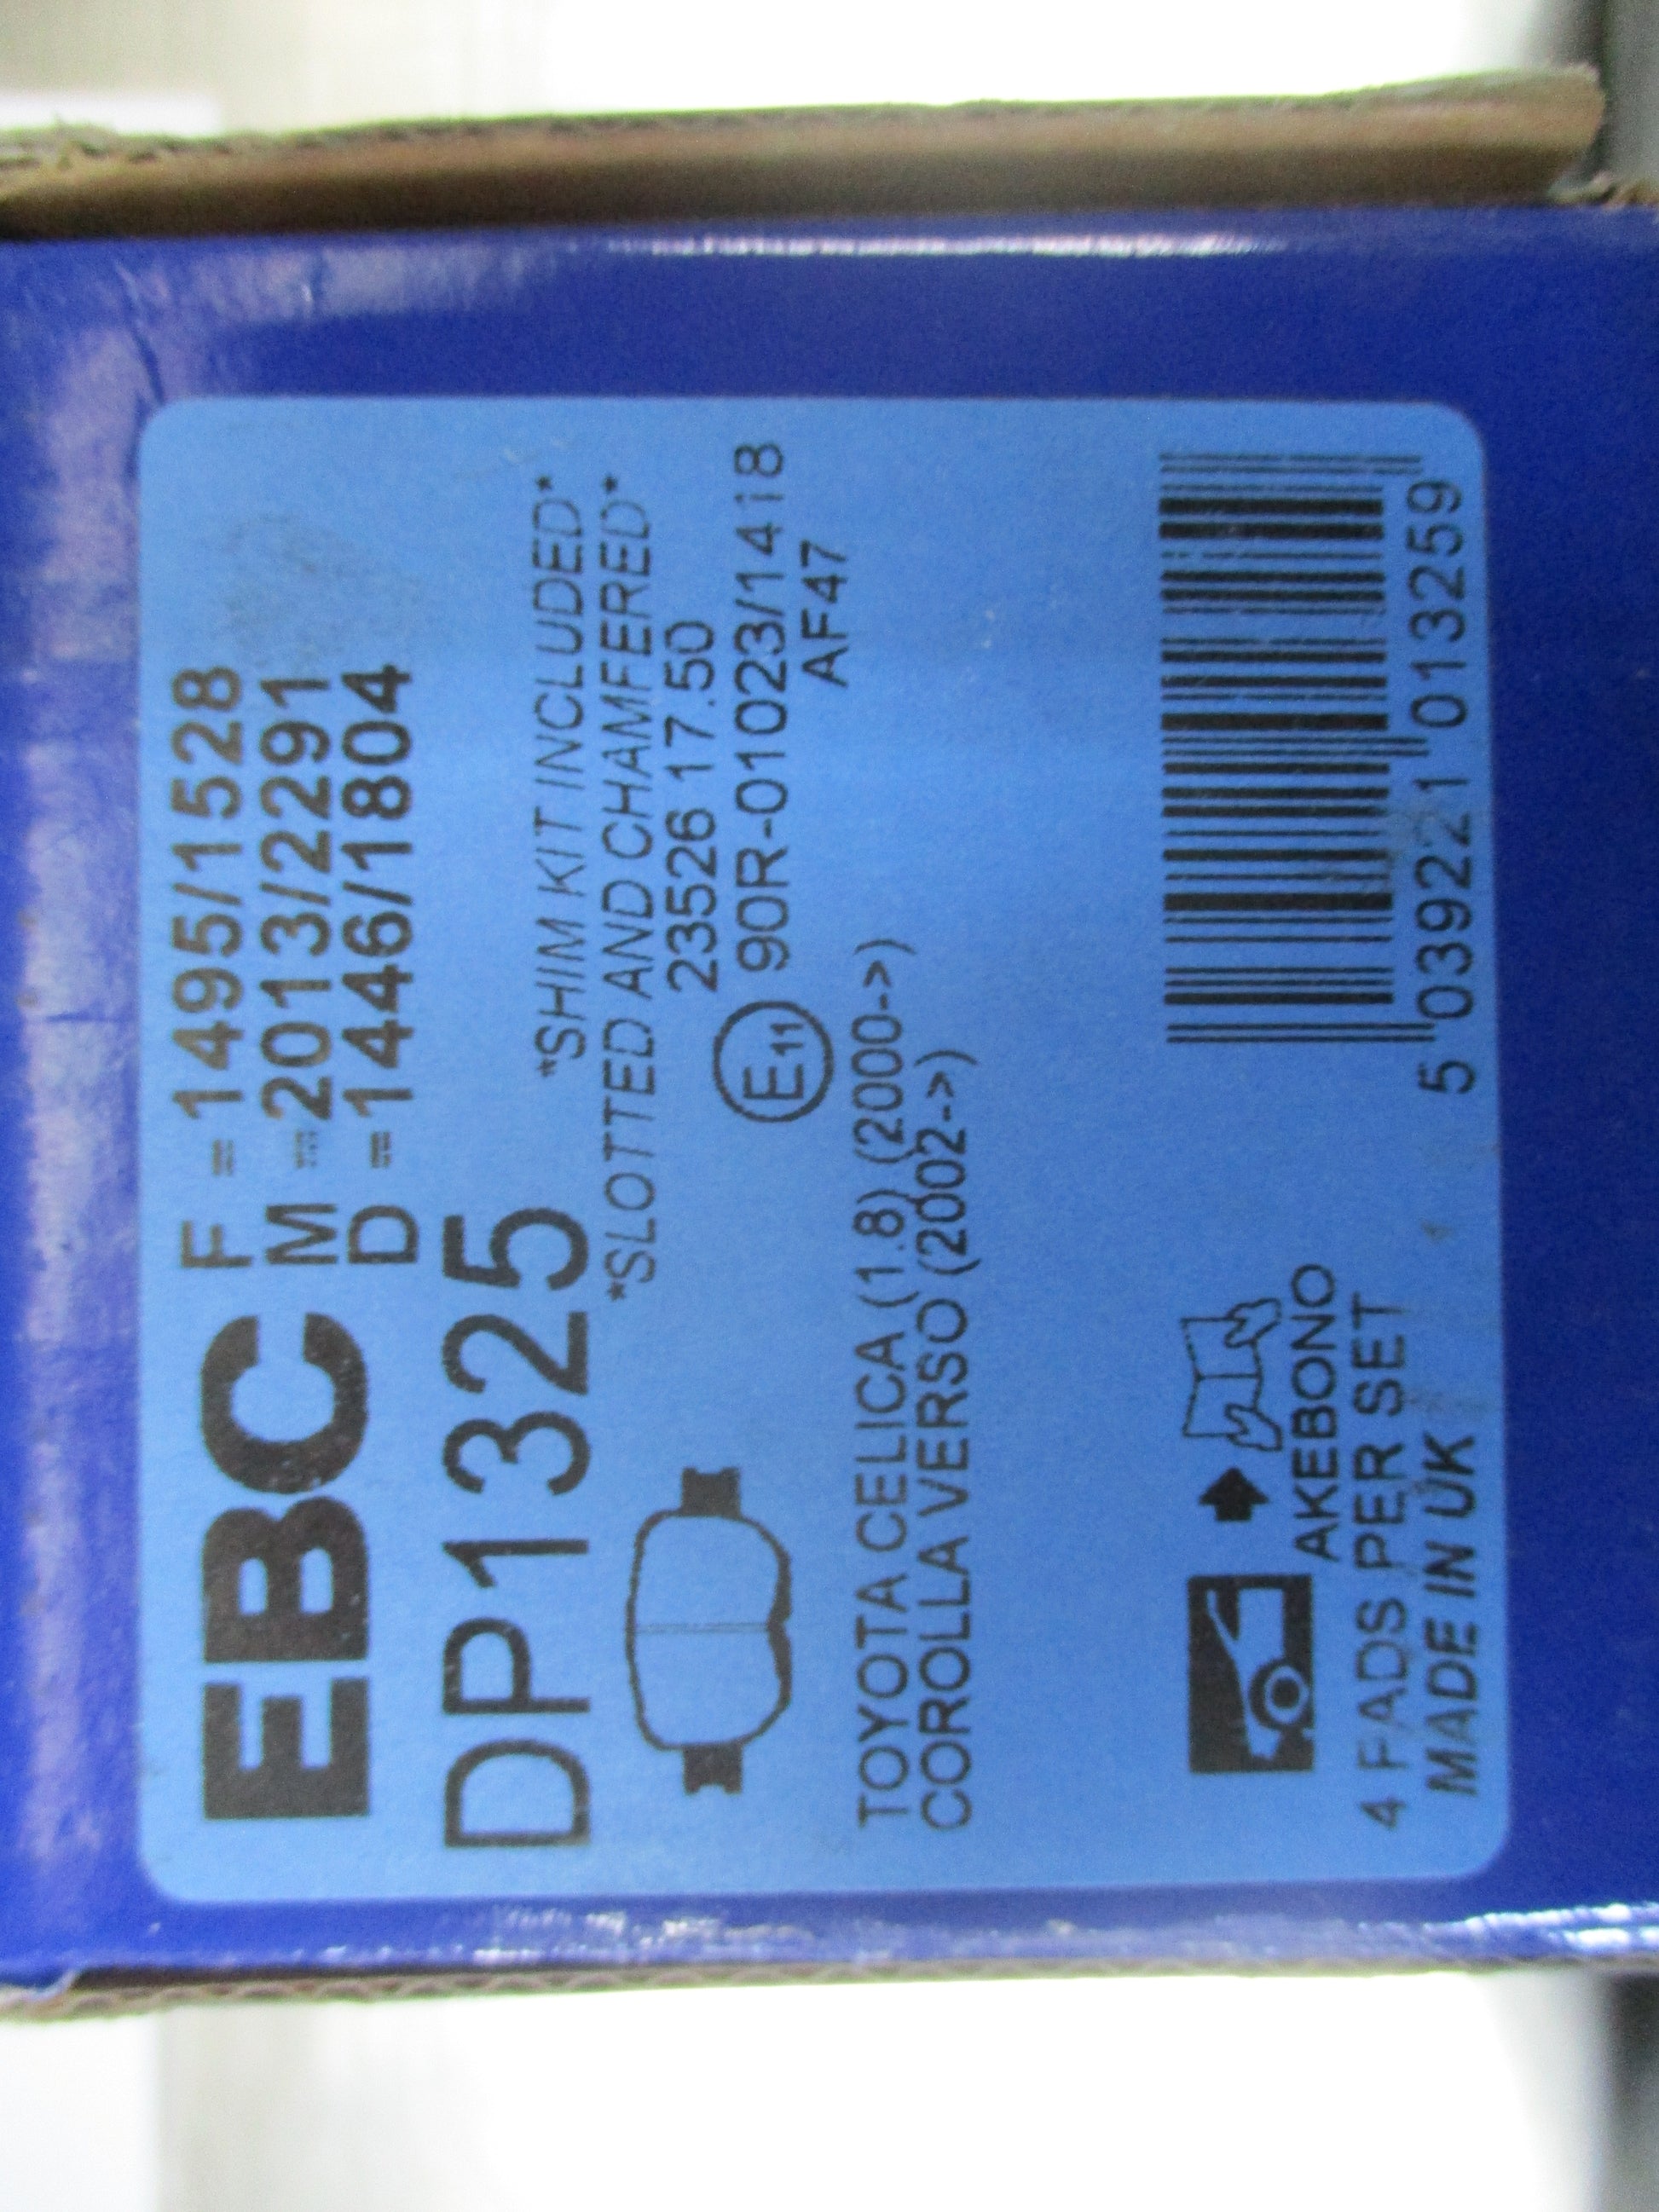 EBC
F = 1495/1528
M = 2013/2291
D = 1446/1804
DP1325
*SHIM KIT INCLUDED*
*SLOTTED AND CHAMFERED*
23526 17.50
E11 90R-01023/1418
AF47
TOYOTA CELICA (1.8) (2000->)
COROLLA VERSO (2002->)
AKEBONO
4 PADS PER SET
MADE IN UK
5 039221 013259